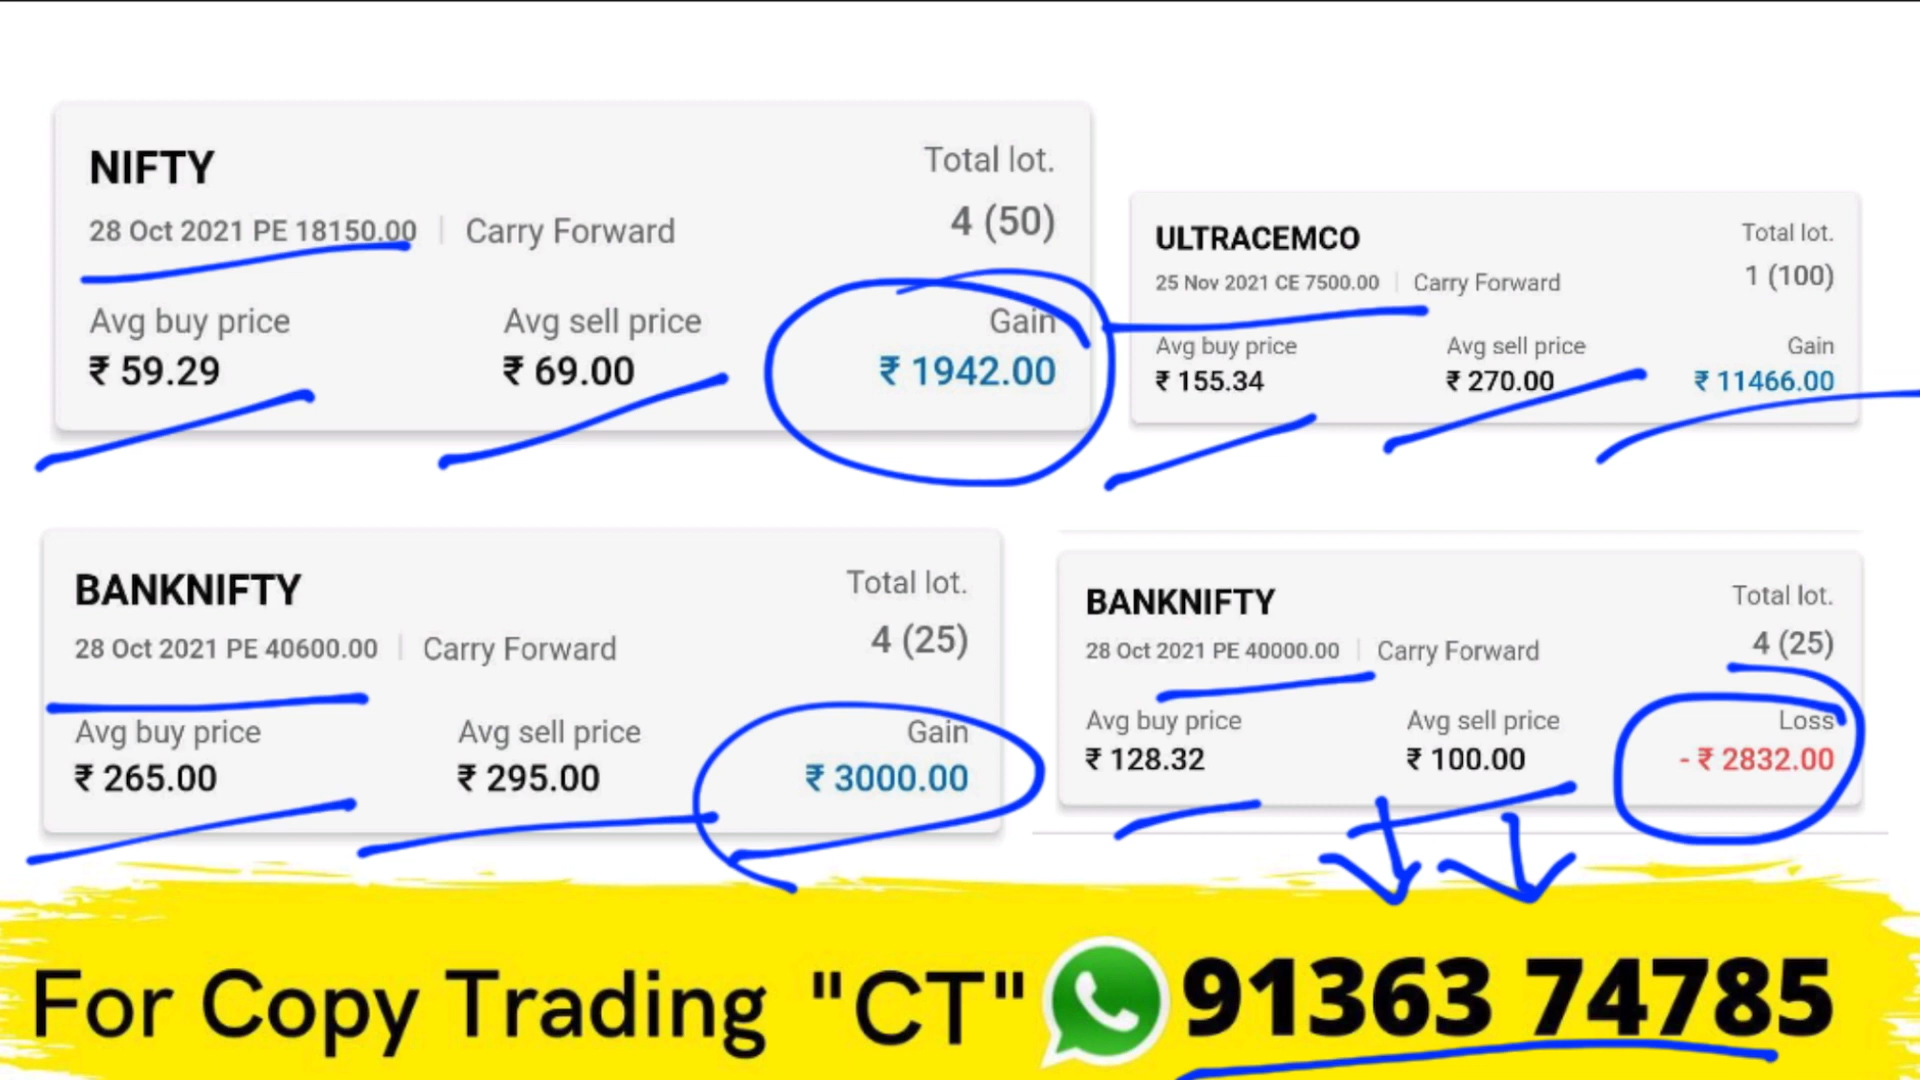 NIFTY
Total lot.
28 Oct 2021 PE 18150.00 | Carry Forward
4 (50)
Avg buy price
Avg sell price
Gain
₹ 59.29
₹ 69.00
₹ 1942.00
ULTRACEMCO
Total lot.
25 Nov 2021 CE 7500.00 | Carry Forward
1 (100)
Avg buy price
Avg sell price
Gain
₹ 155.34
₹ 270.00
₹ 11466.00
BANKNIFTY
Total lot.
28 Oct 2021 PE 40600.00 | Carry Forward
4 (25)
Avg buy price
Avg sell price
Gain
₹ 265.00
₹ 295.00
₹ 3000.00
BANKNIFTY
Total lot.
28 Oct 2021 PE 40000.00 | Carry Forward
4 (25)
Avg buy price
Avg sell price
Loss
₹ 128.32
₹ 100.00
- ₹ 2832.00
For Copy Trading "CT" 91363 74785